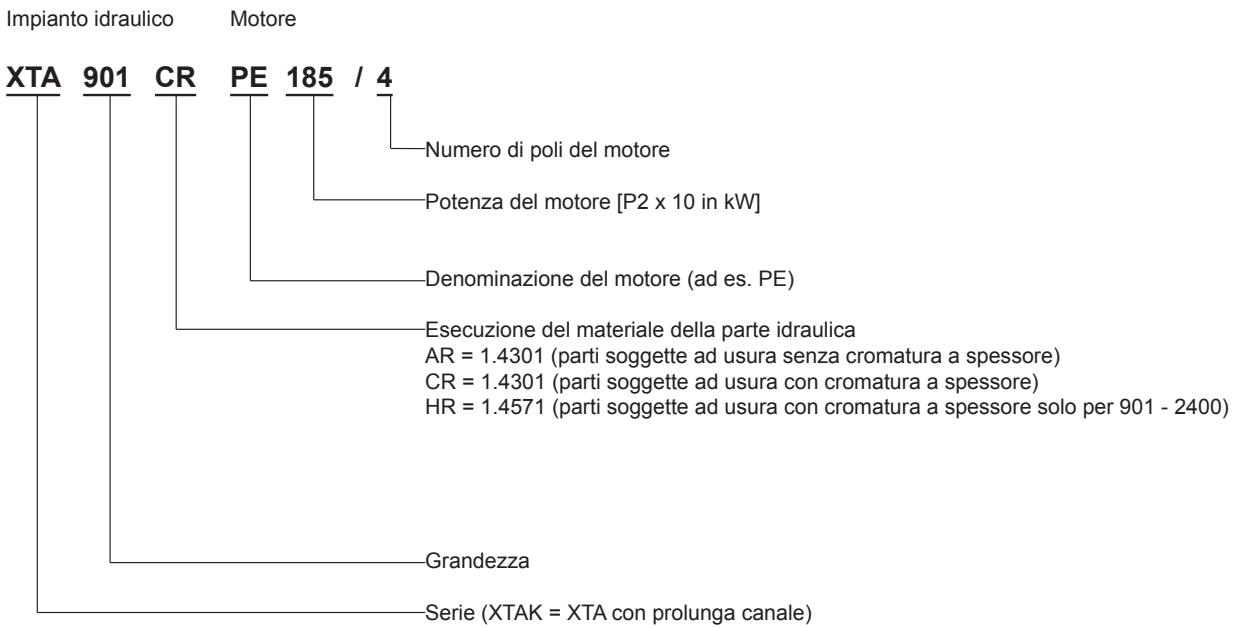 Impianto idraulico Motore
XTA 901 CR PE 185 / 4
Numero di poli del motore
Potenza del motore [P2 x 10 in kW]
Denominazione del motore (ad es. PE)
Esecuzione del materiale della parte idraulica
AR = 1.4301 (parti soggette ad usura senza cromatura a spessore)
CR = 1.4301 (parti soggette ad usura con cromatura a spessore)
HR = 1.4571 (parti soggette ad usura con cromatura a spessore solo per 901 - 2400)
Grandezza
Serie (XTAK = XTA con prolunga canale)